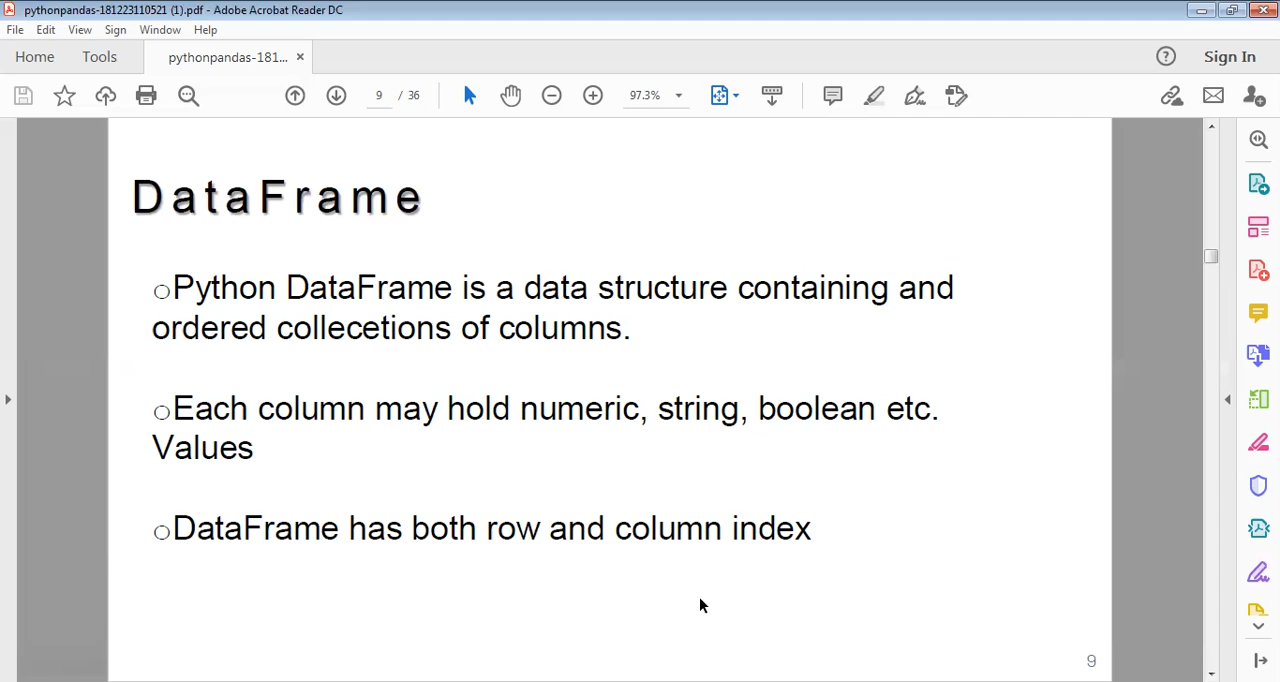 pythonpandas-181223110521 (1).pdf - Adobe Acrobat Reader DC
File Edit View Sign Window Help
Home Tools pythonpandas-181... × Sign In
9 / 36 97.3%
DataFrame
○Python DataFrame is a data structure containing and
ordered collecetions of columns.
○Each column may hold numeric, string, boolean etc.
Values
○DataFrame has both row and column index
9